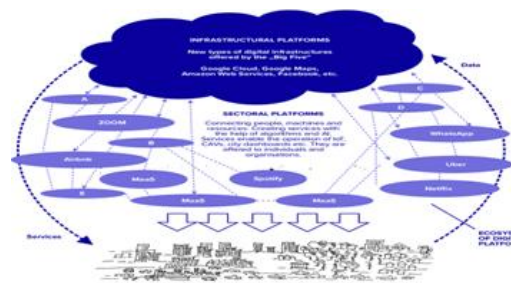 INFRASTRUCTURAL PLATFORMS
New types of digital infrastructures
offered by the „Big Five"
Google Cloud, Google Maps,
Amazon Web Services, Facebook, etc.
Data
A
C
ZOOM
D
SECTORAL PLATFORMS
Connecting people, machines and
resources. Creating services with
the help of algorithms and AI.
Services enable the operation of IoT,
CAVs, city dashboards etc. They are
offered to individuals and
organisations.
WhatsApp
B
Airbnb
Uber
MaaS
Spotify
Netflix
E
MaaS
MaaS
Services
ECOSYS
OF DIGI
PLATFO